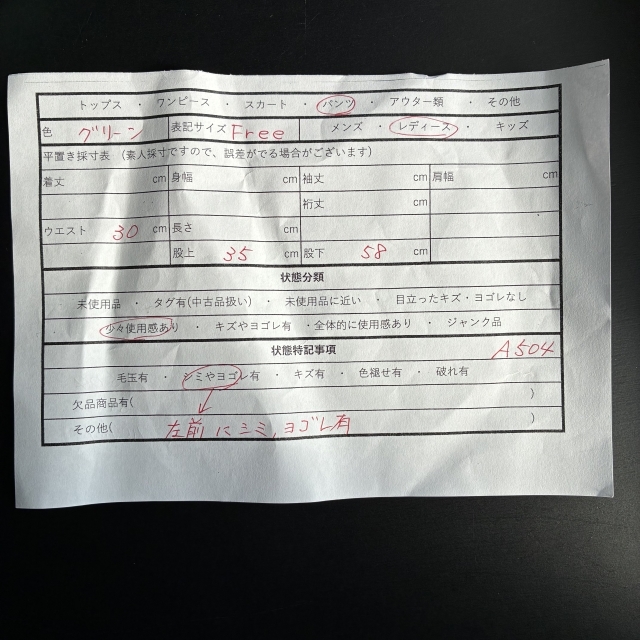 トップス ・ ワンピース ・ スカート ・ パンツ ・ アウター類 ・ その他
色 グリーン 表記サイズ Free メンズ ・ レディース ・ キッズ
平置き採寸表 (素人採寸ですので、誤差がでる場合がございます)
着丈 cm 身幅 cm 袖丈 cm 肩幅 cm
裄丈 cm
ウエスト 30 cm 長さ cm
股上 35 cm 股下 58 cm
状態分類
未使用品 ・ タグ有(中古品扱い) ・ 未使用品に近い ・ 目立ったキズ・ヨゴレなし
少々使用感あり ・ キズやヨゴレ有 ・全体的に使用感あり ・ ジャンク品
状態特記事項 A504
毛玉有 ・ シミやヨゴレ有 ・ キズ有 ・ 色褪せ有 ・ 破れ有
欠品商品有( )
その他( 左前にシミ,ヨゴレ有 )